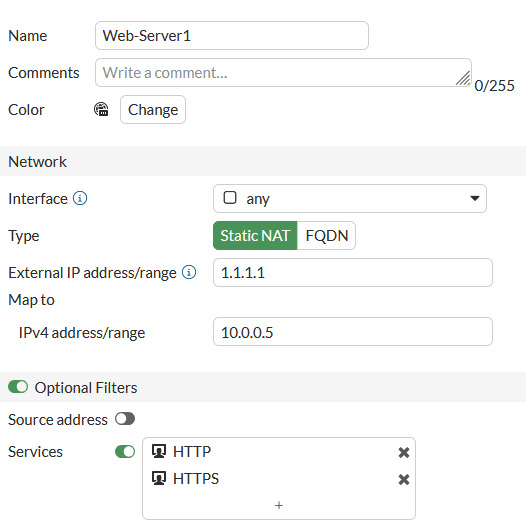 Name Web-Server1
Comments Write a comment... 0/255
Color Change
Network
Interface any
Type Static NAT FQDN
External IP address/range 1.1.1.1
Map to
IPv4 address/range 10.0.0.5
Optional Filters
Source address
Services HTTP
HTTPS
+